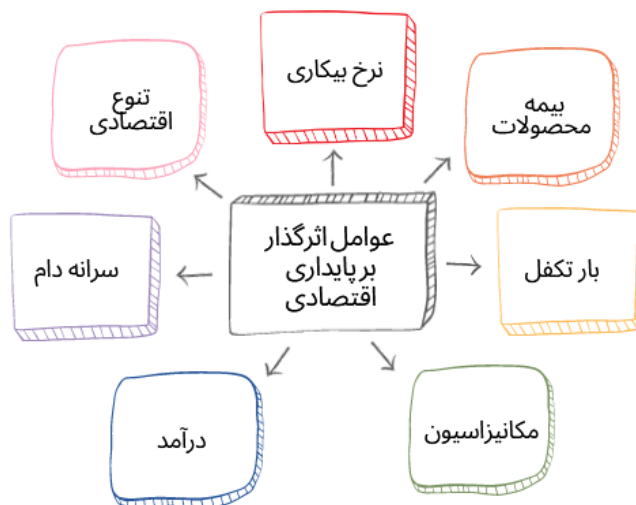 نرخ بیکاری
بیمه
محصولات
تنوع
اقتصادی
عوامل اثرگذار
بر پایداری
اقتصادی
بار تکفل
سرانه دام
مکانیزاسیون
درآمد